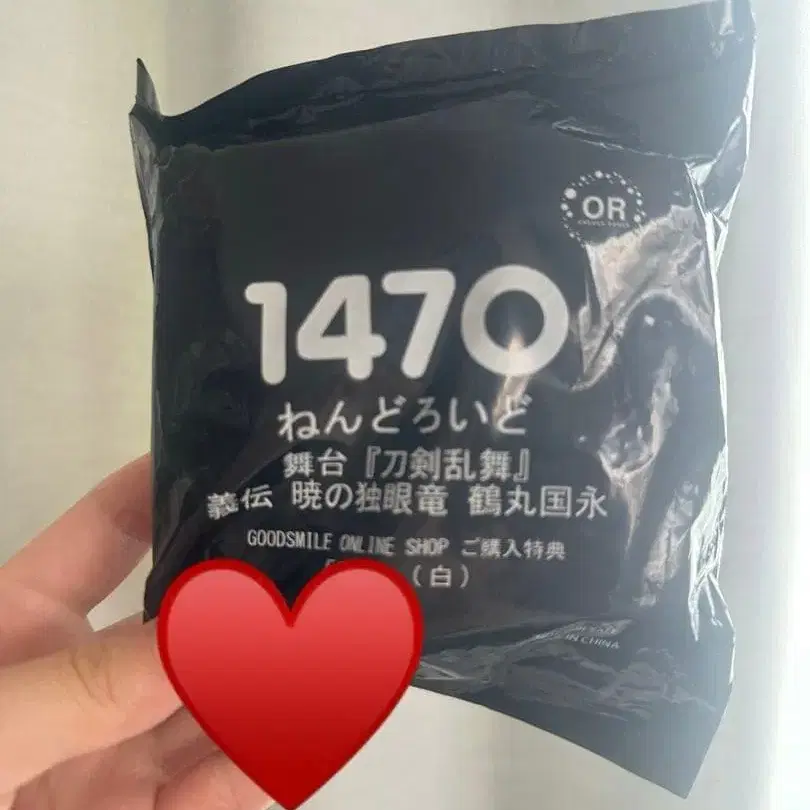 OR
1470
ねんどろいど
舞台『刀剣乱舞』
義伝 暁の独眼竜 鶴丸国永
GOODSMILE ONLINE SHOP ご購入特典
（白）
IN CHINA